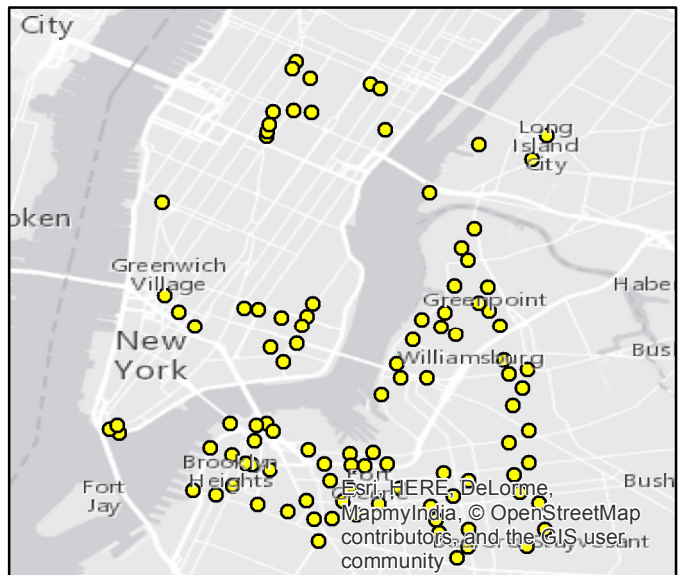 City
Long
Island
City
oken
Greenwich
Village
Haber
Greenpoint
New
York
Bus
Williamsburg
Brooklyn
Heights
Fort
Bush
Fort
Jay
Esri, HERE, DeLorme,
MapmyIndia, © OpenStreetMap
contributors, and the GIS user
community